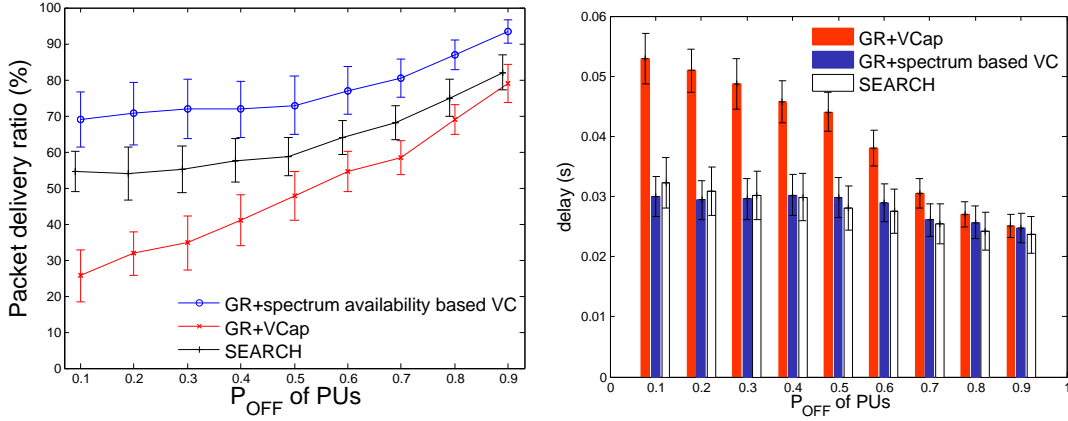 Packet delivery ratio (%)
100
90
80
70
60
50
40
30
20
10
0
GR+spectrum availability based VC
GR+VCap
SEARCH
0.1 0.2 0.3 0.4 0.5 0.6 0.7 0.8 0.9
P_OFF of PUs
delay (s)
0.06
0.05
0.04
0.03
0.02
0.01
0
GR+VCap
GR+spectrum based VC
SEARCH
0 0.1 0.2 0.3 0.4 0.5 0.6 0.7 0.8 0.9 1
P_OFF of PUs